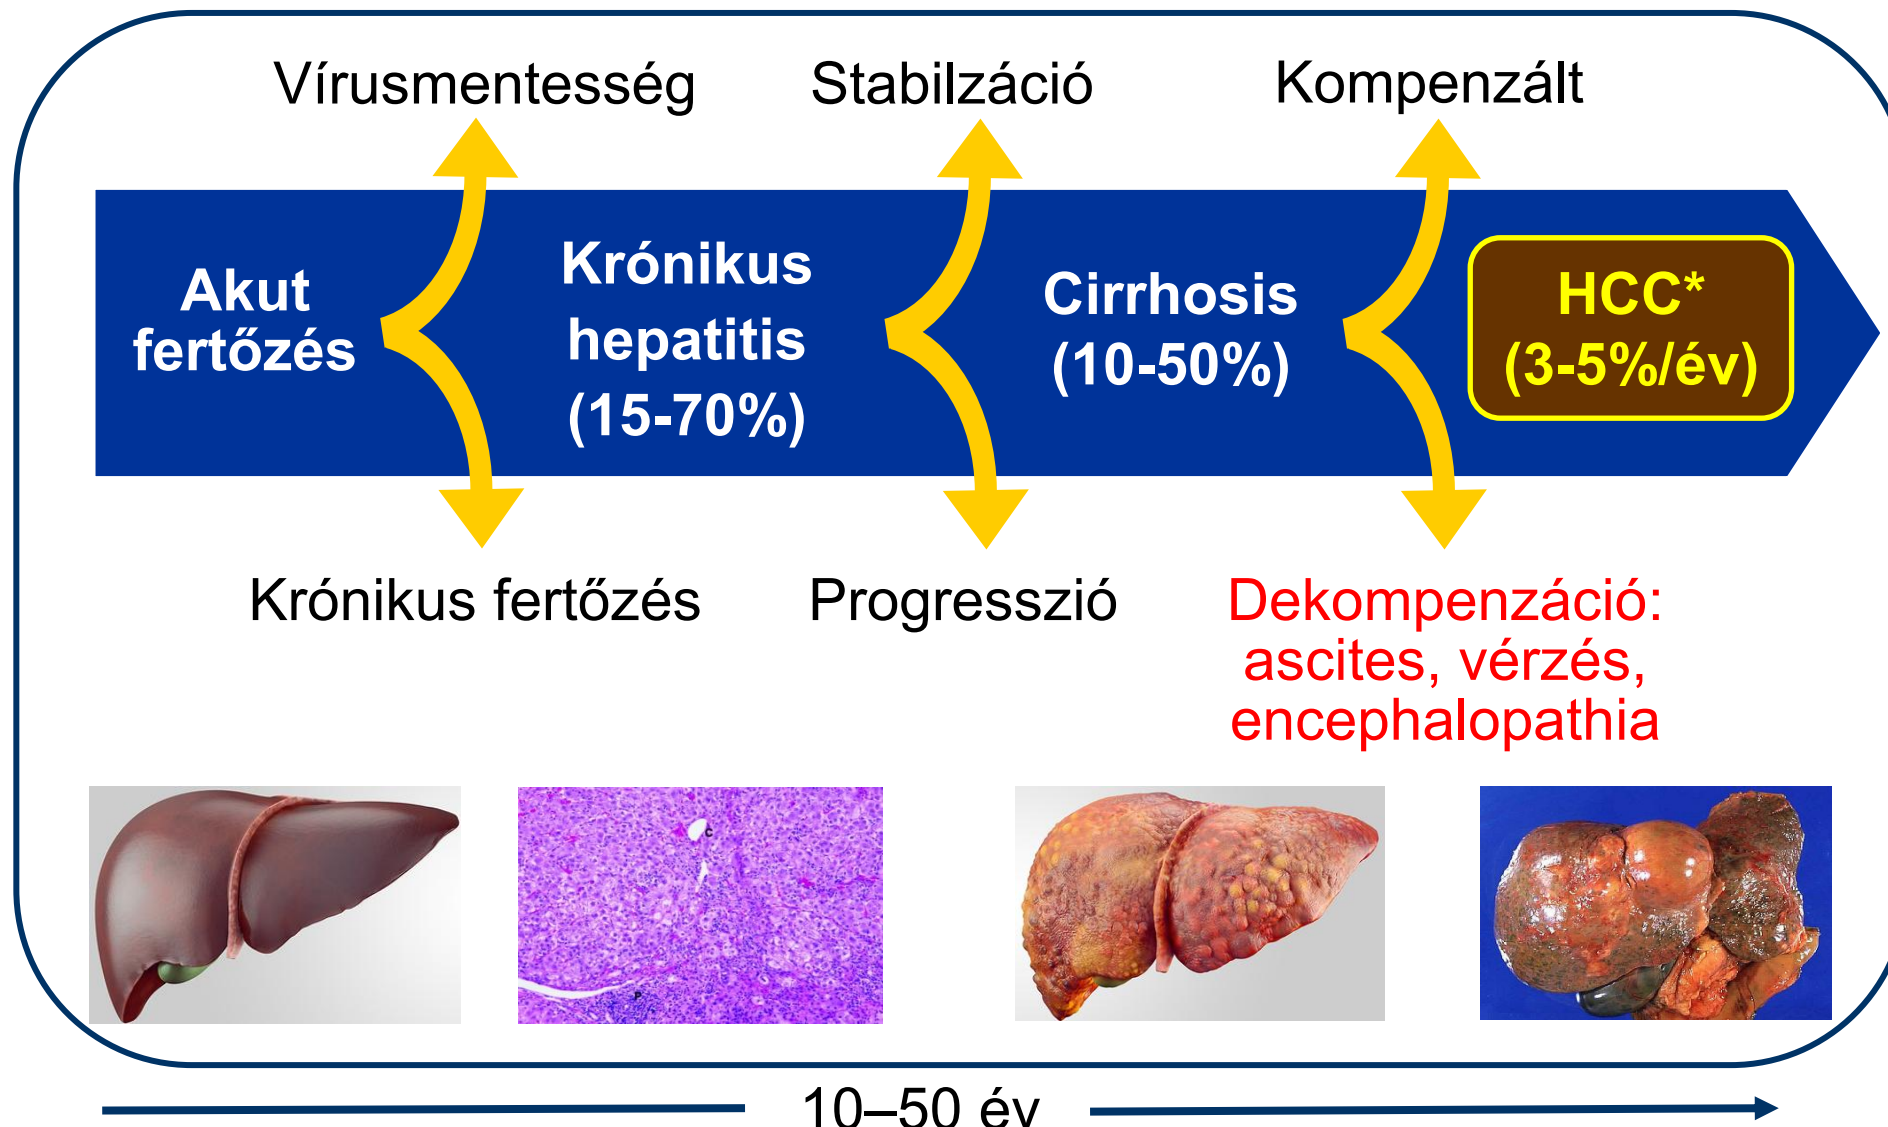 Vírusmentesség
Stabilzáció
Kompenzált
Akut
fertőzés
Krónikus
hepatitis
(15-70%)
Cirrhosis
(10-50%)
HCC*
(3-5%/év)
Krónikus fertőzés
Progresszió
Dekompenzáció:
ascites, vérzés,
encephalopathia
C
P
10–50 év